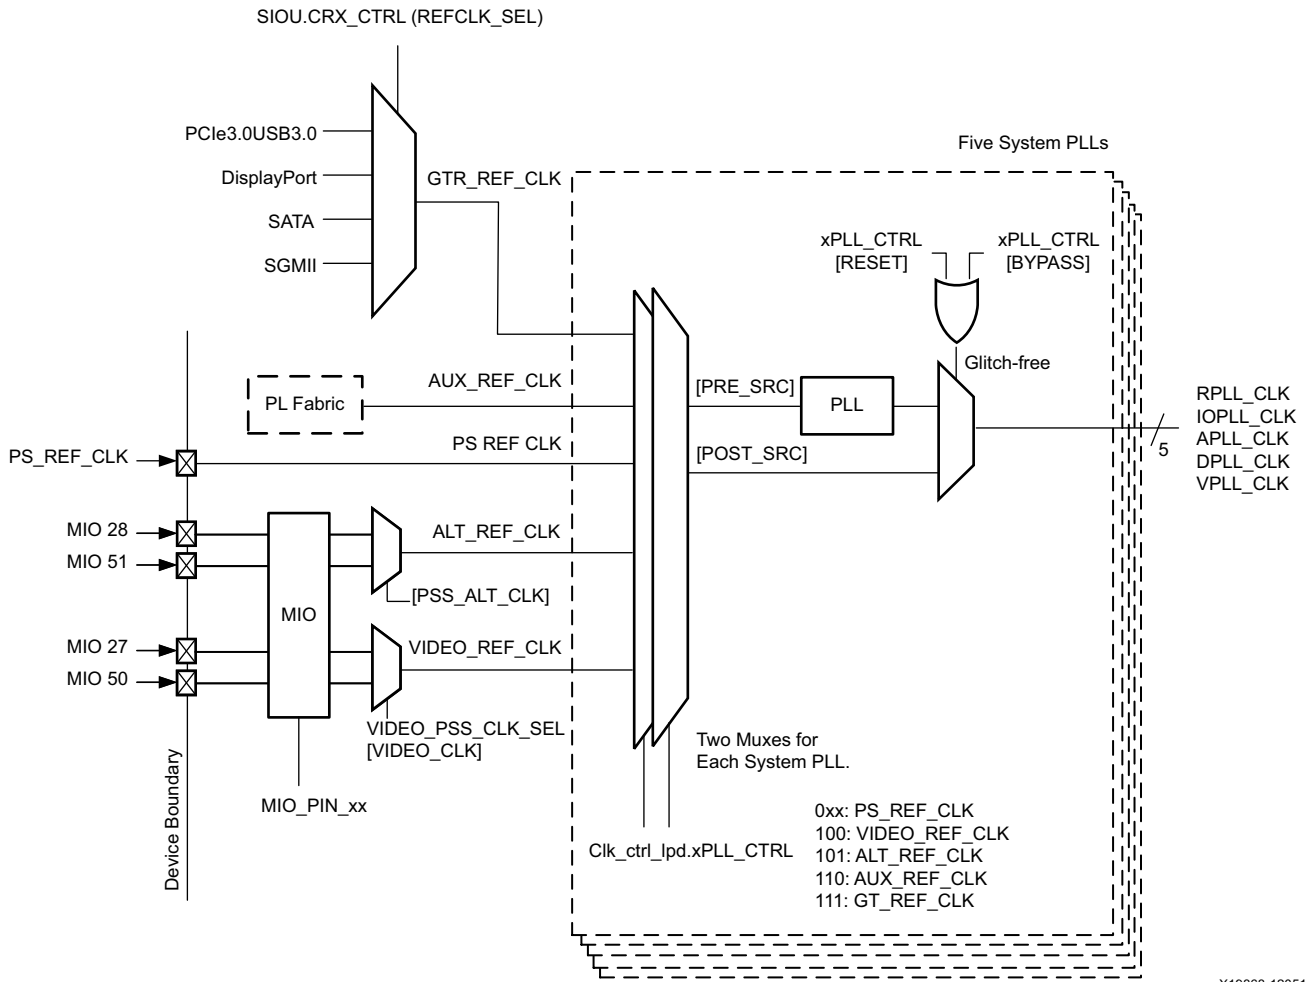 SIOU.CRX_CTRL (REFCLK_SEL)
PCIe3.0USB3.0
DisplayPort
SATA
SGMII
GTR_REF_CLK
Five System PLLs
xPLL_CTRL
[RESET]
xPLL_CTRL
[BYPASS]
Glitch-free
PL Fabric
AUX_REF_CLK
[PRE_SRC]
PLL
RPLL_CLK
IOPLL_CLK
APLL_CLK
DPLL_CLK
VPLL_CLK
5
PS_REF_CLK
PS REF CLK
[POST_SRC]
MIO 28
MIO 51
ALT_REF_CLK
[PSS_ALT_CLK]
MIO
MIO 27
MIO 50
VIDEO_REF_CLK
VIDEO_PSS_CLK_SEL
[VIDEO_CLK]
MIO_PIN_xx
Device Boundary
Two Muxes for
Each System PLL.
Clk_ctrl_lpd.xPLL_CTRL
0xx: PS_REF_CLK
100: VIDEO_REF_CLK
101: ALT_REF_CLK
110: AUX_REF_CLK
111: GT_REF_CLK